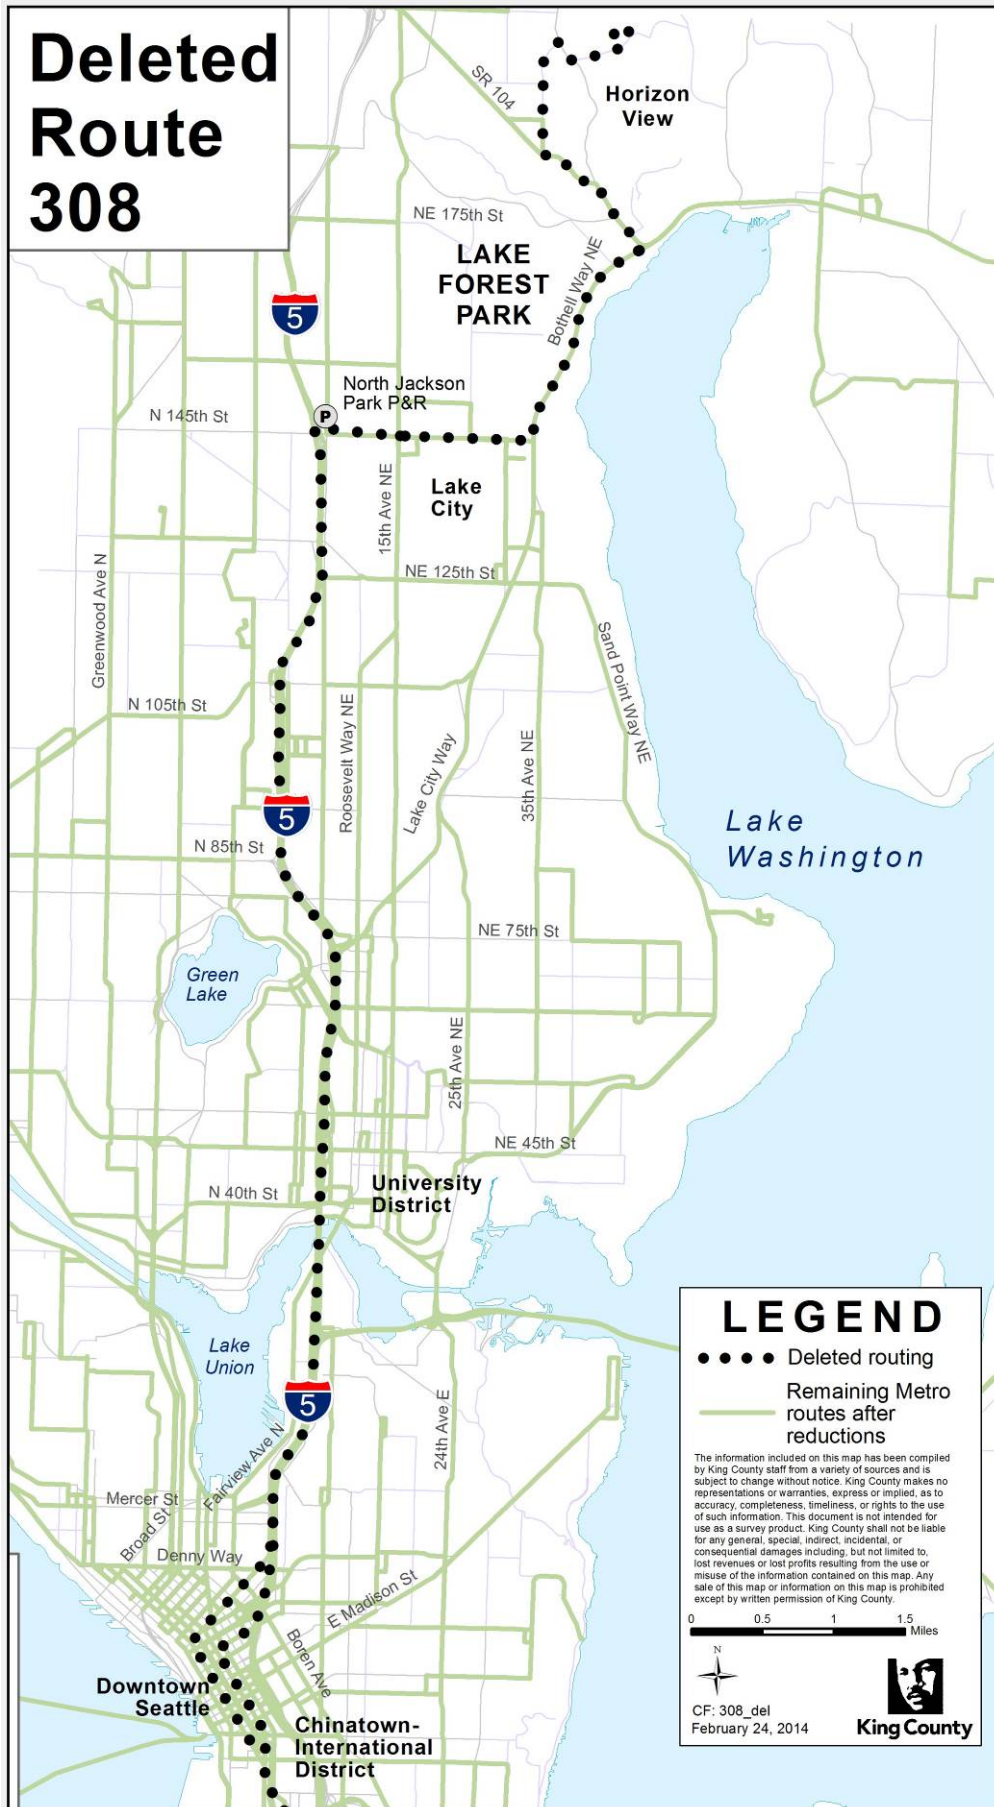 Deleted
Route
308
SR 104
Horizon
View
NE 175th St
LAKE
FOREST
PARK
Bothell Way NE
5
North Jackson
Park P&R
P
N 145th St
15th Ave NE
Lake
City
Greenwood Ave N
NE 125th St
Sand Point Way NE
N 105th St
Roosevelt Way NE
Lake City Way
35th Ave NE
5
N 85th St
Lake
Washington
NE 75th St
Green
Lake
25th Ave NE
NE 45th St
N 40th St
University
District
Lake
Union
5
24th Ave E
Fairview Ave N
Mercer St
Broad St
Denny Way
E Madison St
Boren Ave
Downtown
Seattle
Chinatown-
International
District
LEGEND
Deleted routing
Remaining Metro
routes after
reductions
The information included on this map has been compiled
by King County staff from a variety of sources and is
subject to change without notice. King County makes no
representations or warranties, express or implied, as to
accuracy, completeness, timeliness, or rights to the use
of such information. This document is not intended for
use as a survey product. King County shall not be liable
for any general, special, indirect, incidental, or
consequential damages including, but not limited to,
lost revenues or lost profits resulting from the use or
misuse of the information contained on this map. Any
sale of this map or information on this map is prohibited
except by written permission of King County.
0 0.5 1 1.5
Miles
N
CF: 308_del
February 24, 2014
King County